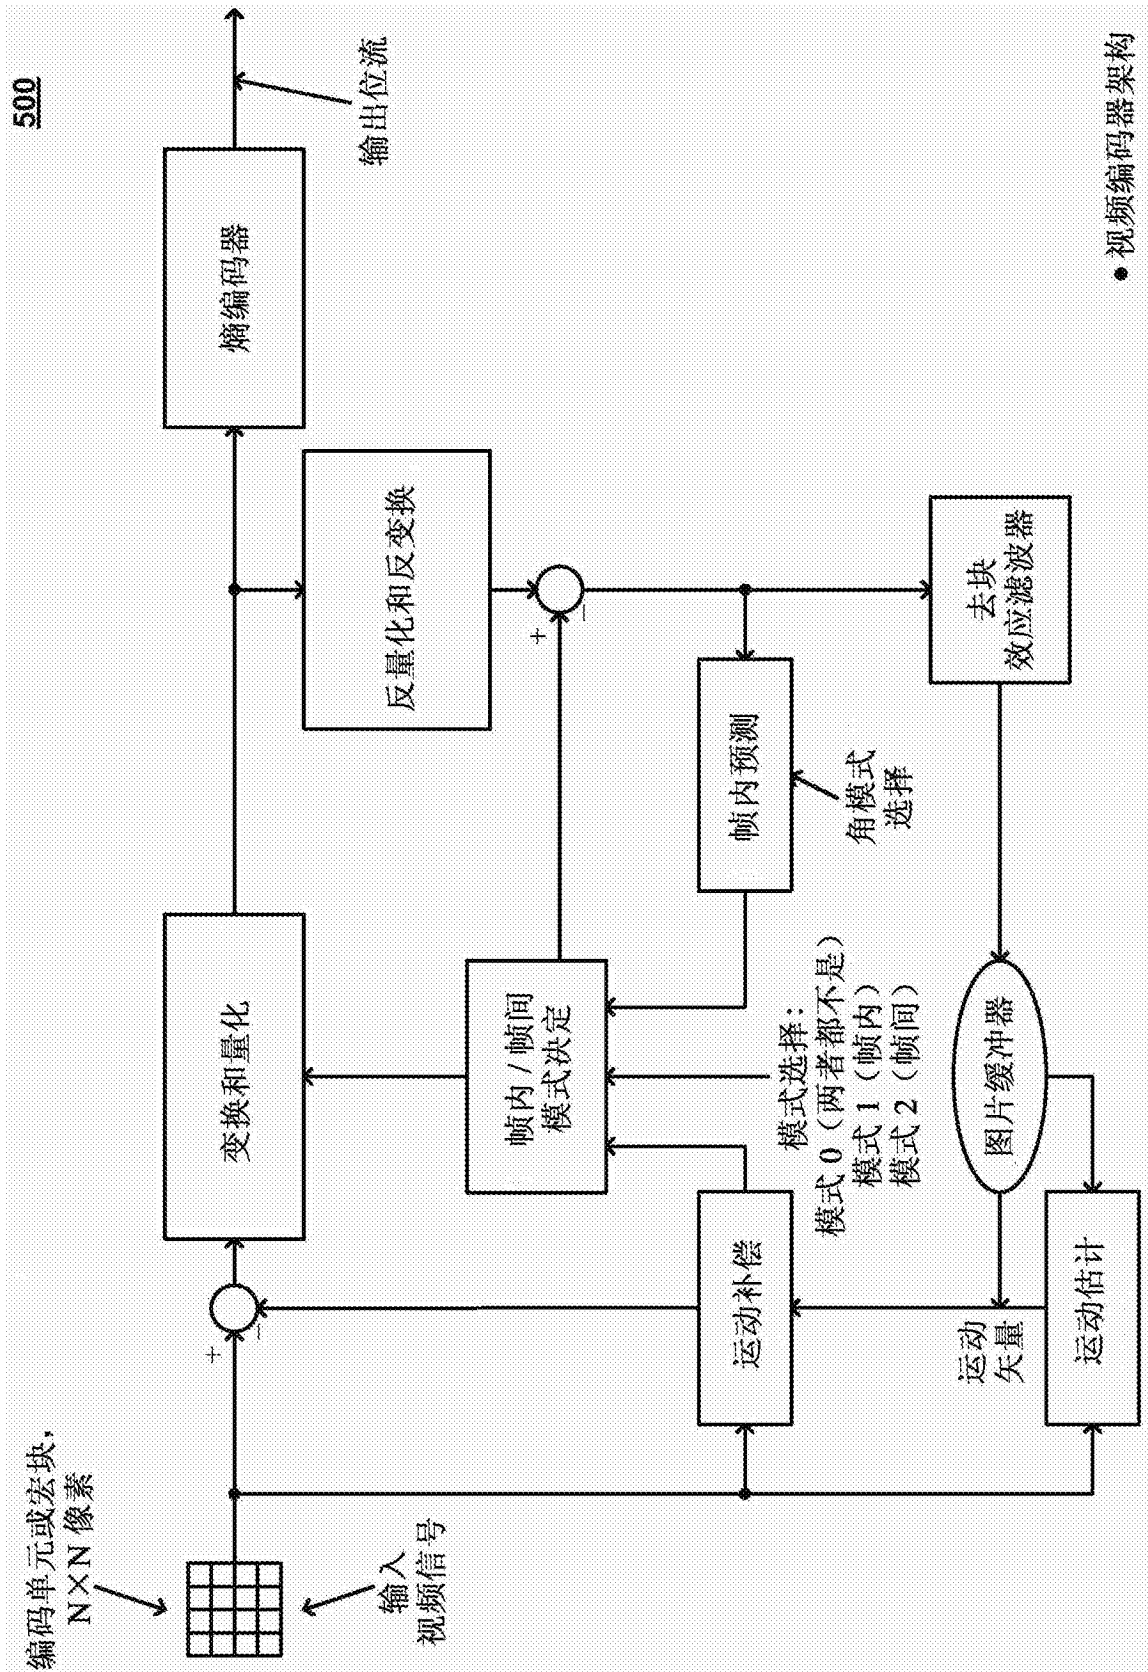 500
编码单元或宏块，
N×N 像素
输入
视频信号
+
−
变换和量化
熵编码器
输出位流
反量化和反变换
+
−
帧内 / 帧间
模式决定
帧内预测
角模式
选择
模式选择：
模式 0（两者都不是）
模式 1（帧内）
模式 2（帧间）
运动补偿
运动
矢量
运动估计
图片缓冲器
去块
效应滤波器
• 视频编码器架构